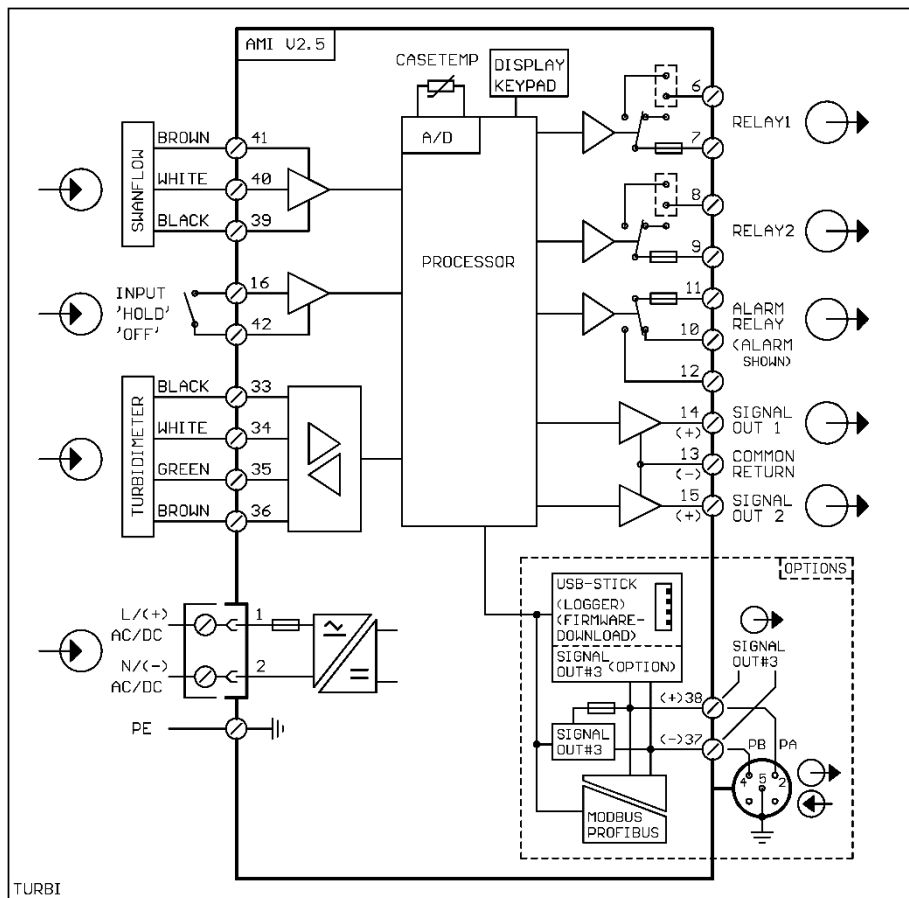 AMI V2.5
CASETEMP
DISPLAY
KEYPAD
A/D
PROCESSOR
SWANFLOW
BROWN
41
WHITE
40
BLACK
39
INPUT
'HOLD'
'OFF'
16
42
TURBIDIMETER
BLACK
33
WHITE
34
GREEN
35
BROWN
36
L/(+)
AC/DC
1
N/(-)
AC/DC
2
PE
6
RELAY1
7
8
RELAY2
9
11
ALARM
RELAY
10
(ALARM
SHOWN)
12
14
(+)
SIGNAL
OUT 1
13
(-)
COMMON
RETURN
15
(+)
SIGNAL
OUT 2
OPTIONS
USB-STICK
(LOGGER)
(FIRMWARE-
DOWNLOAD)
SIGNAL
OUT#3 (OPTION)
SIGNAL
OUT#3
(+)38
SIGNAL
OUT#3
(-)37
PB PA
4 5 2
MODBUS
PROFIBUS
TURBI